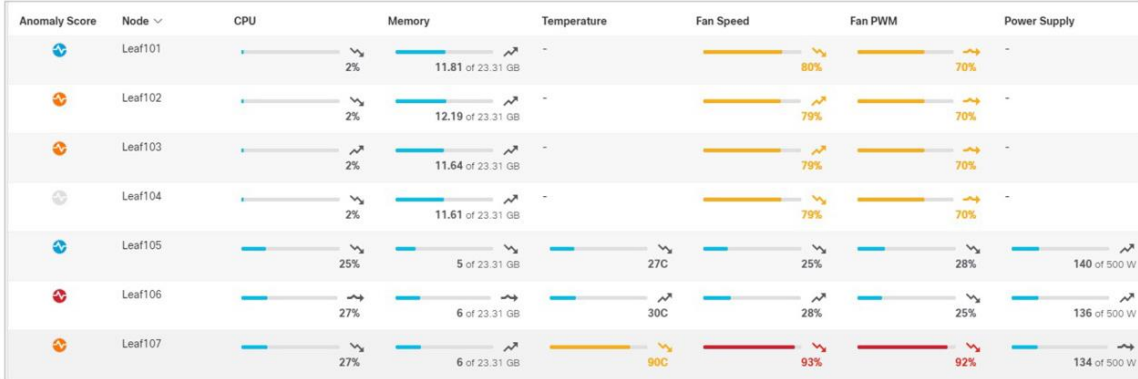 Anomaly Score Node CPU Memory Temperature Fan Speed Fan PWM Power Supply
Leaf101 - -
2% 11.81 of 23.31 GB 80% 70%
Leaf102 - -
2% 12.19 of 23.31 GB 79% 70%
Leaf103 - -
2% 11.64 of 23.31 GB 79% 70%
Leaf104 - -
2% 11.61 of 23.31 GB 79% 70%
Leaf105
25% 5 of 23.31 GB 27C 25% 28% 140 of 500 W
Leaf106
27% 6 of 23.31 GB 30C 28% 25% 136 of 500 W
Leaf107
27% 6 of 23.31 GB 90C 93% 92% 134 of 500 W